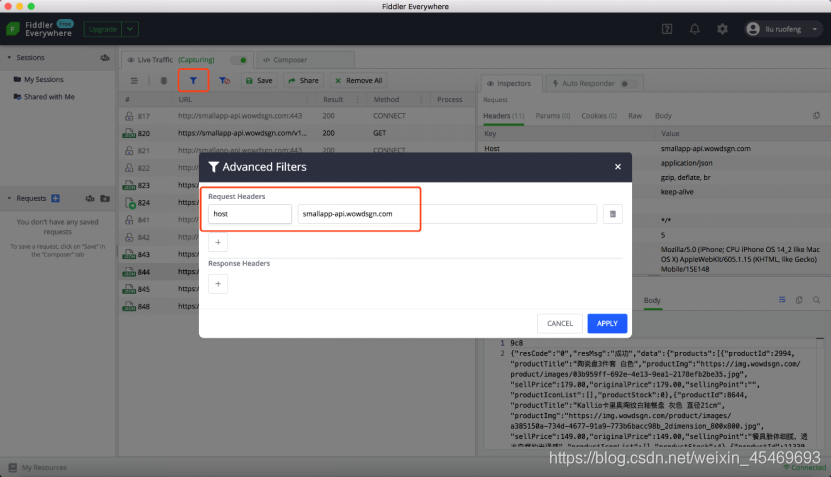 Fiddler Everywhere
Fiddler Free
Everywhere
Upgrade
liu ruofeng
Sessions
My Sessions
Shared with Me
Requests
You don't have any saved
requests
To save a request, click on "Save" in
the "Composer" tab
My Resources
Live Traffic (Capturing)
Composer
Save
Share
Remove All
# URL Result Method Process
817 http://smallapp-api.wowdsgn.com:443 200 CONNECT
820 https://smallapp-api.wowdsgn.com/v1... 200 GET
821 http://smallapp-api.wowdsgn.com:443 200 CONNECT
822
823 https:/
824 https:/
841 http://
842 http://
843 https:/
844 https:/
845 https:/
848 https:/
Advanced Filters
Request Headers
host smallapp-api.wowdsgn.com
+
Response Headers
+
CANCEL APPLY
Inspectors
Auto Responder
Request
Headers (11) Params (0) Cookies (0) Raw Body
Key Value
Host smallapp-api.wowdsgn.com
application/json
gzip, deflate, br
keep-alive
*/*
5
Mozilla/5.0 (iPhone; CPU iPhone OS 14_2 like Mac
OS X) AppleWebKit/605.1.15 (KHTML, like Gecko)
Mobile/15E148
Body
1 9c8
2 {"resCode":"0","resMsg":"成功","data":{"products":[{"productId":2994,
"productTitle":"陶瓷盘3件套 白色","productImg":"https://img.wowdsgn.com/
product/images/03b959ff-692e-4e13-9ea1-2178efb2be35.jpg",
"sellPrice":179.00,"originalPrice":179.00,"sellingPoint":"",
"productIconList":[],"productStock":0},{"productId":8644,
"productTitle":"Kallio卡里奥陶纹白釉餐盘 灰色 直径21cm",
"productImg":"https://img.wowdsgn.com/product/images/
a385150a-734d-4677-91a9-773b6bacc98b_2dimension_800x800.jpg",
"sellPrice":149.00,"originalPrice":149.00,"sellingPoint":"餐具胎体细腻、透
Connected
https://blog.csdn.net/weixin_45469693